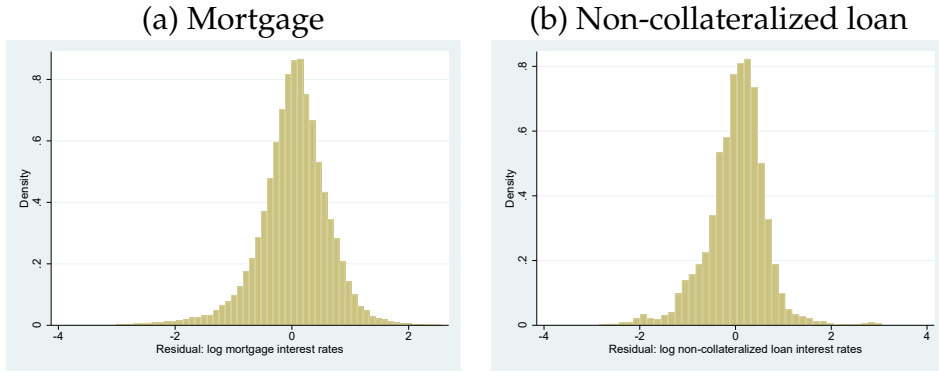 (a) Mortgage
Density
0
.2
.4
.6
.8
-4 -2 0 2
Residual: log mortgage interest rates
(b) Non-collateralized loan
Density
0
.2
.4
.6
.8
-4 -2 0 2 4
Residual: log non-collateralized loan interest rates